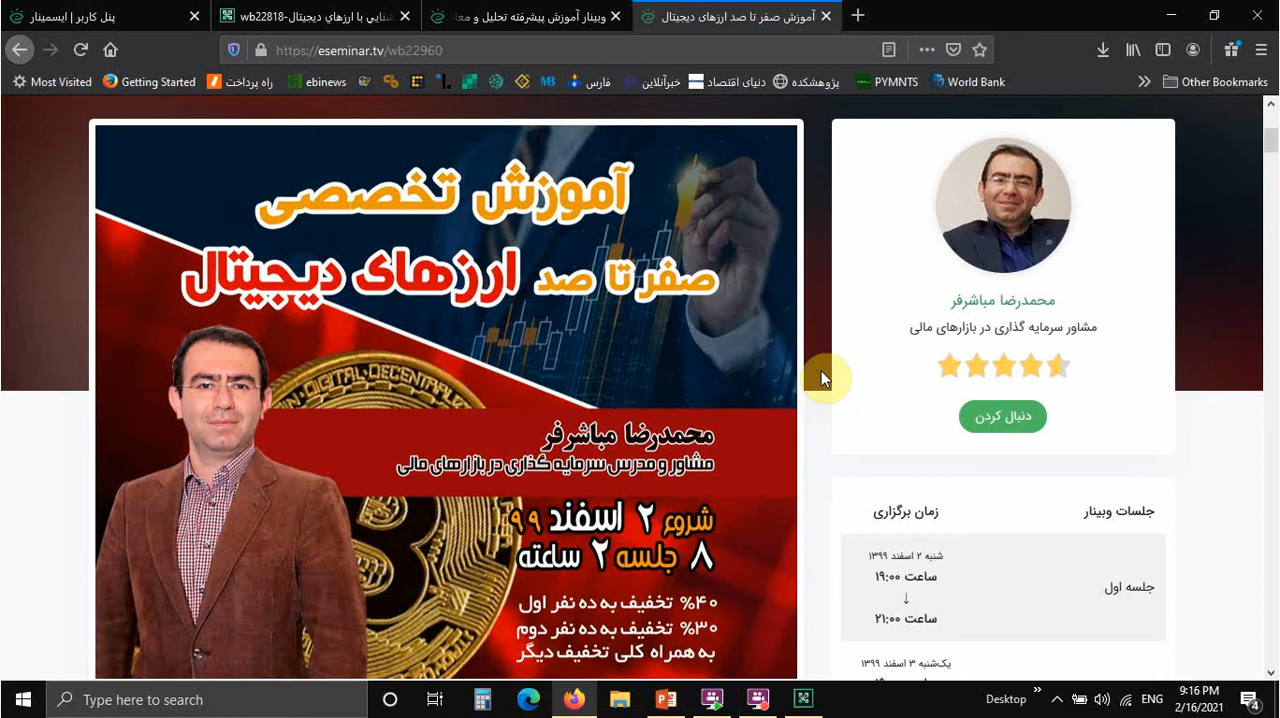 پنل کاربر | ایسمینار
wb22818-شنایي با ارزهاي دیجیتال
وبینار آموزش پیشرفته تحلیل و معا
آموزش صفر تا صد ارزهای دیجیتال
https://eseminar.tv/wb22960
Most Visited
Getting Started
راه پرداخت
ebinews
MB
فارس
خبرآنلاین
دنیای اقتصاد
پژوهشکده
PYMNTS
World Bank
Other Bookmarks
آموزش تخصصی
صفر تا صد ارزهای دیجیتال
محمدرضا مباشرفر
مشاور و مدرس سرمایه گذاری در بازارهای مالی
شروع ۲ اسفند ۹۹
۸ جلسه ۲ ساعته
%۴۰ تخفیف به ده نفر اول
%۳۰ تخفیف به ده نفر دوم
به همراه کلی تخفیف دیگر
محمدرضا مباشرفر
مشاور سرمایه گذاری در بازارهای مالی
دنبال کردن
جلسات وبینار
زمان برگزاری
جلسه اول
شنبه ۲ اسفند ۱۳۹۹
ساعت ۱۹:۰۰
↓
ساعت ۲۱:۰۰
یک‌شنبه ۳ اسفند ۱۳۹۹
Type here to search
Desktop
ENG
9:16 PM
2/16/2021
4